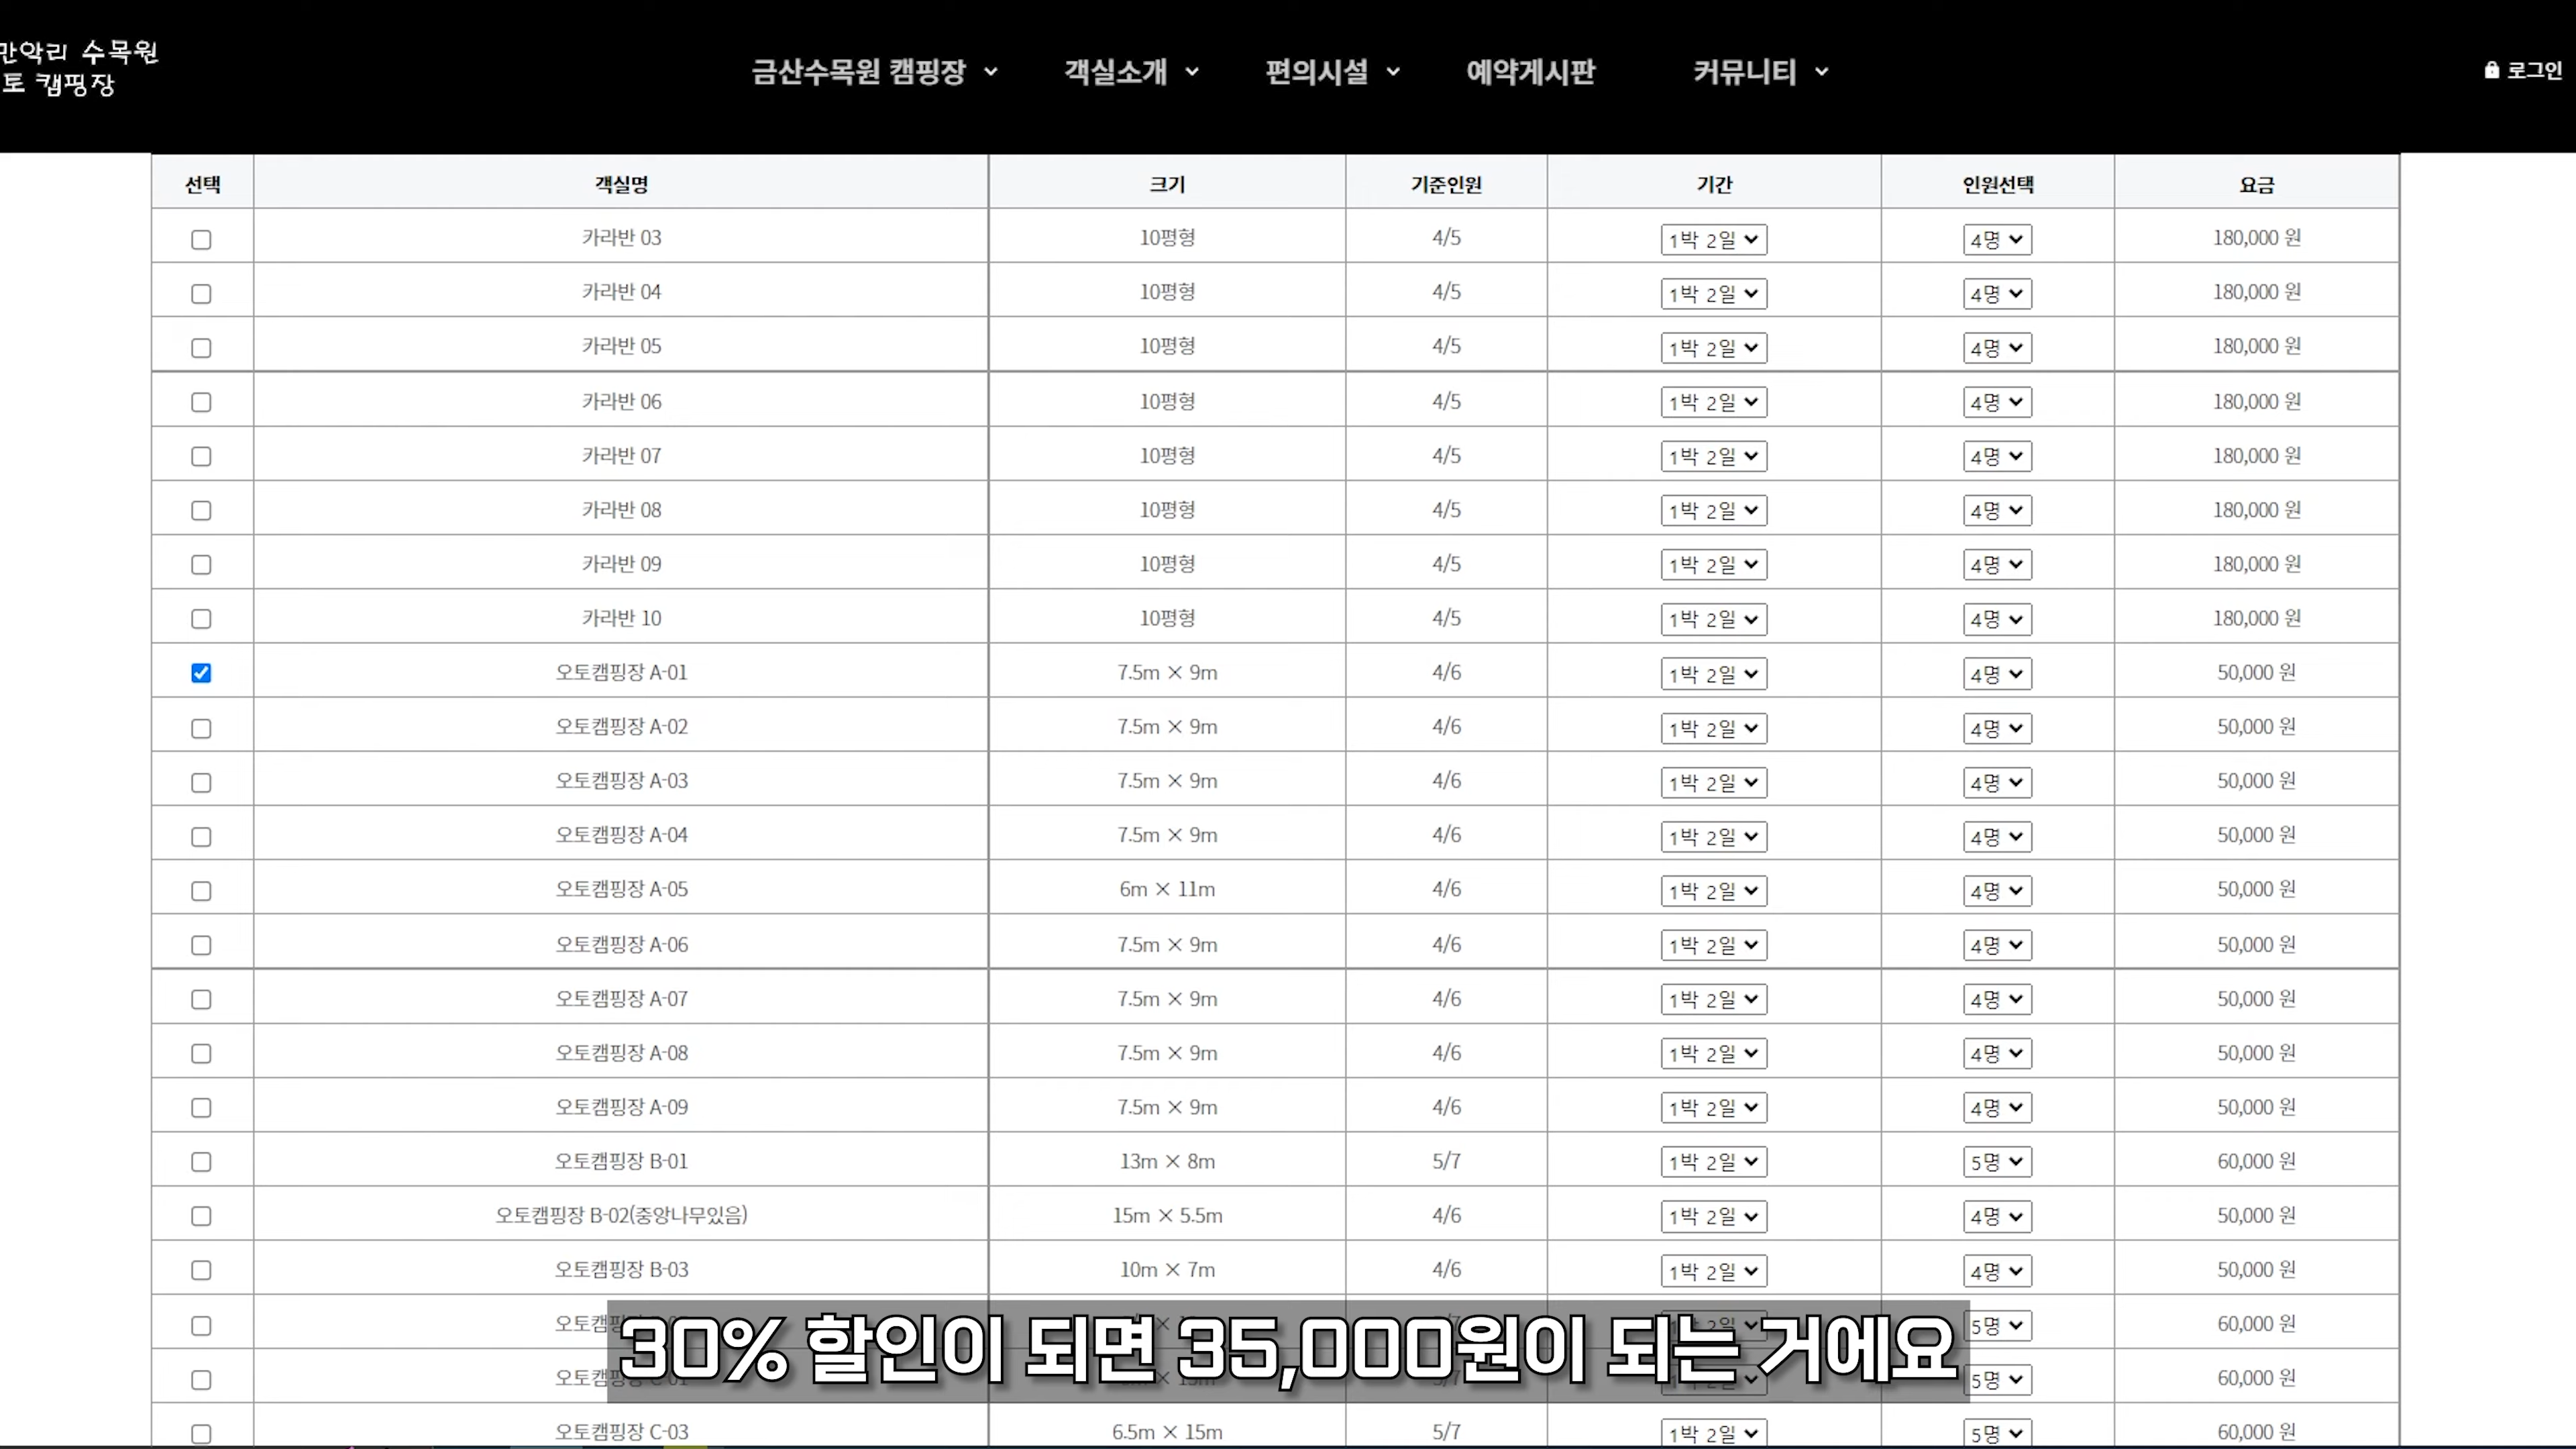 만악리 수목원
토 캠핑장
금산수목원 캠핑장 객실소개 편의시설 예약게시판 커뮤니티
로그인
선택 객실명 크기 기준인원 기간 인원선택 요금
카라반 03 10평형 4/5 1박 2일 4명 180,000 원
카라반 04 10평형 4/5 1박 2일 4명 180,000 원
카라반 05 10평형 4/5 1박 2일 4명 180,000 원
카라반 06 10평형 4/5 1박 2일 4명 180,000 원
카라반 07 10평형 4/5 1박 2일 4명 180,000 원
카라반 08 10평형 4/5 1박 2일 4명 180,000 원
카라반 09 10평형 4/5 1박 2일 4명 180,000 원
카라반 10 10평형 4/5 1박 2일 4명 180,000 원
오토캠핑장 A-01 7.5m × 9m 4/6 1박 2일 4명 50,000 원
오토캠핑장 A-02 7.5m × 9m 4/6 1박 2일 4명 50,000 원
오토캠핑장 A-03 7.5m × 9m 4/6 1박 2일 4명 50,000 원
오토캠핑장 A-04 7.5m × 9m 4/6 1박 2일 4명 50,000 원
오토캠핑장 A-05 6m × 11m 4/6 1박 2일 4명 50,000 원
오토캠핑장 A-06 7.5m × 9m 4/6 1박 2일 4명 50,000 원
오토캠핑장 A-07 7.5m × 9m 4/6 1박 2일 4명 50,000 원
오토캠핑장 A-08 7.5m × 9m 4/6 1박 2일 4명 50,000 원
오토캠핑장 A-09 7.5m × 9m 4/6 1박 2일 4명 50,000 원
오토캠핑장 B-01 13m × 8m 5/7 1박 2일 5명 60,000 원
오토캠핑장 B-02(중앙나무있음) 15m × 5.5m 4/6 1박 2일 4명 50,000 원
오토캠핑장 B-03 10m × 7m 4/6 1박 2일 4명 50,000 원
5명 60,000 원
30% 할인이 되면 35,000원이 되는 거에요
5명 60,000 원
오토캠핑장 C-03 6.5m × 15m 5/7 1박 2일 5명 60,000 원